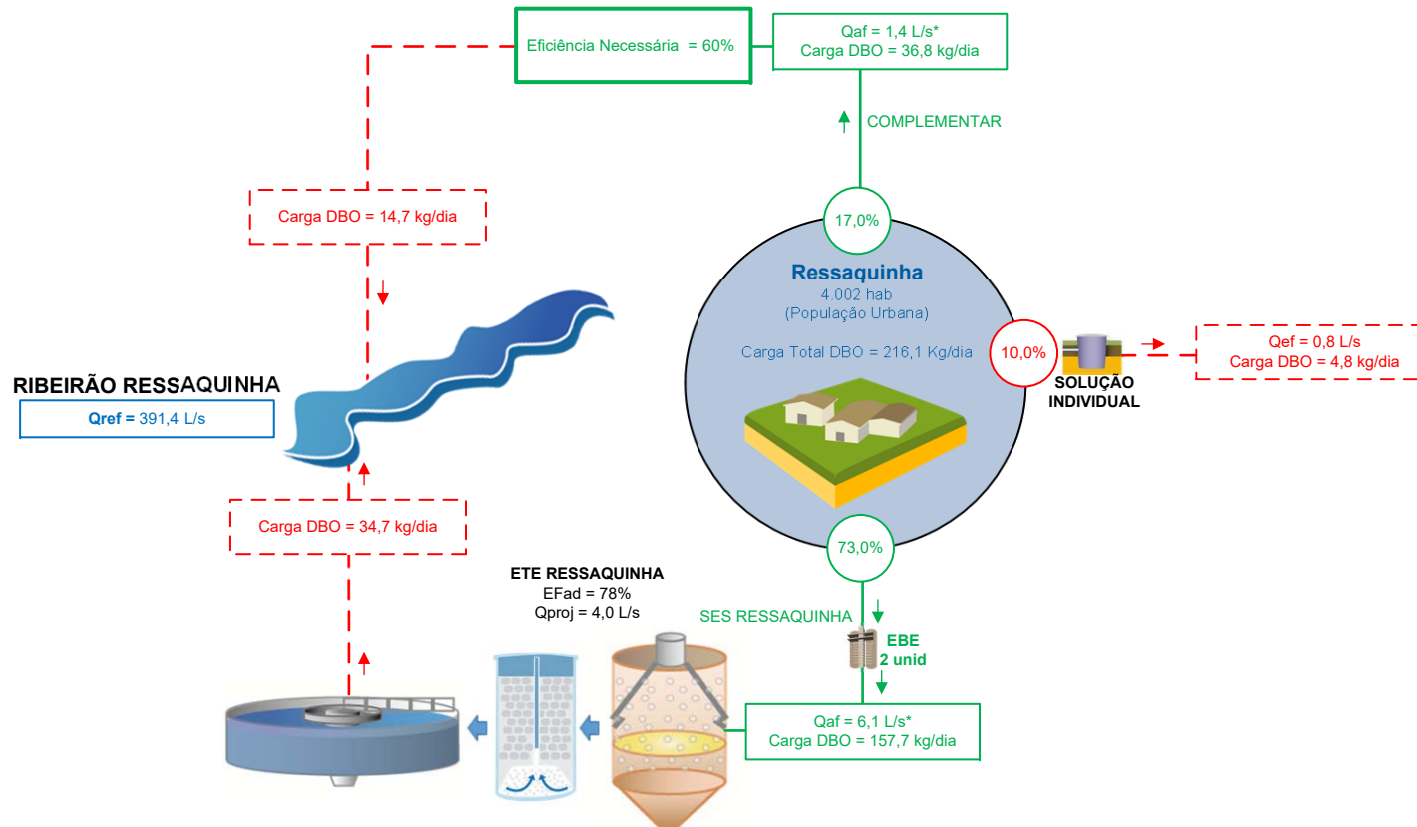 Eficiência Necessária = 60%
Qaf = 1,4 L/s*
Carga DBO = 36,8 kg/dia
COMPLEMENTAR
Carga DBO = 14,7 kg/dia
17,0%
Ressaquinha
4.002 hab
(População Urbana)
Carga Total DBO = 216,1 Kg/dia
10,0%
SOLUÇÃO
INDIVIDUAL
Qef = 0,8 L/s
Carga DBO = 4,8 kg/dia
RIBEIRÃO RESSAQUINHA
Qref = 391,4 L/s
Carga DBO = 34,7 kg/dia
73,0%
ETE RESSAQUINHA
EFad = 78%
Qproj = 4,0 L/s
SES RESSAQUINHA
EBE
2 unid
Qaf = 6,1 L/s*
Carga DBO = 157,7 kg/dia